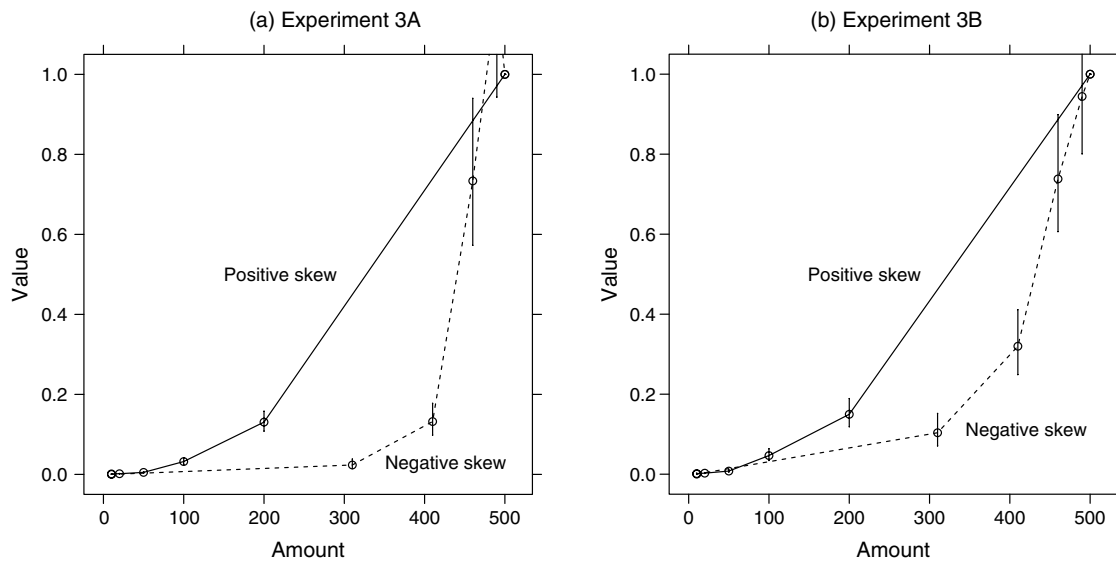 (a) Experiment 3A
1.0
0.8
0.6
0.4
0.2
0.0
Value
Positive skew
Negative skew
0 100 200 300 400 500
Amount
(b) Experiment 3B
1.0
0.8
0.6
0.4
0.2
0.0
Value
Positive skew
Negative skew
0 100 200 300 400 500
Amount